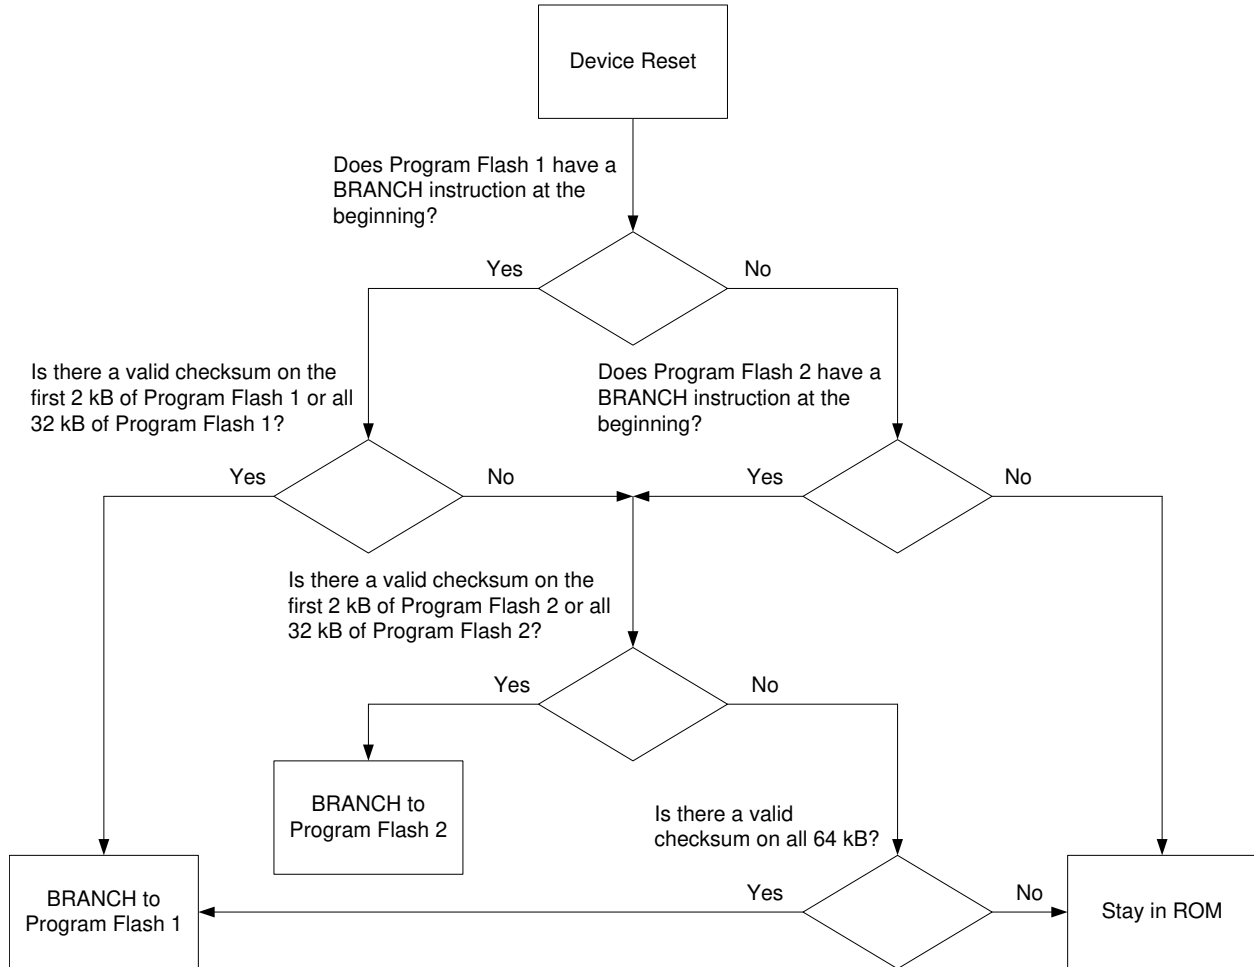 Device Reset
Does Program Flash 1 have a
BRANCH instruction at the
beginning?
Yes
No
Is there a valid checksum on the
first 2 kB of Program Flash 1 or all
32 kB of Program Flash 1?
Does Program Flash 2 have a
BRANCH instruction at the
beginning?
Yes
No
Yes
No
Is there a valid checksum on the
first 2 kB of Program Flash 2 or all
32 kB of Program Flash 2?
Yes
No
BRANCH to
Program Flash 2
Is there a valid
checksum on all 64 kB?
BRANCH to
Program Flash 1
Yes
No
Stay in ROM